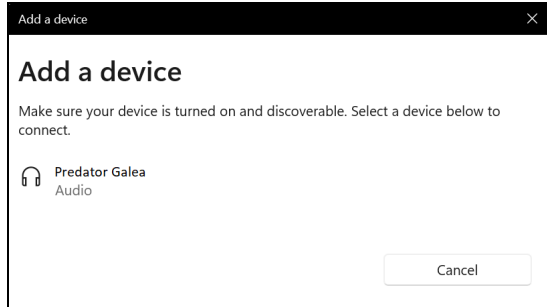 Add a device
Add a device
Make sure your device is turned on and discoverable. Select a device below to
connect.
Predator Galea
Audio
Cancel